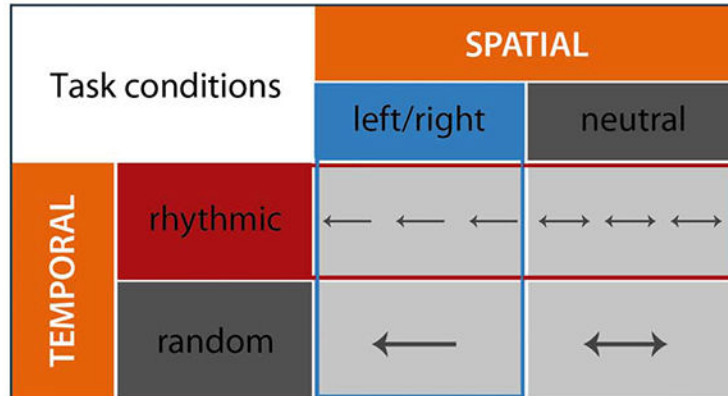 SPATIAL
Task conditions
left/right neutral
TEMPORAL
rhythmic
random